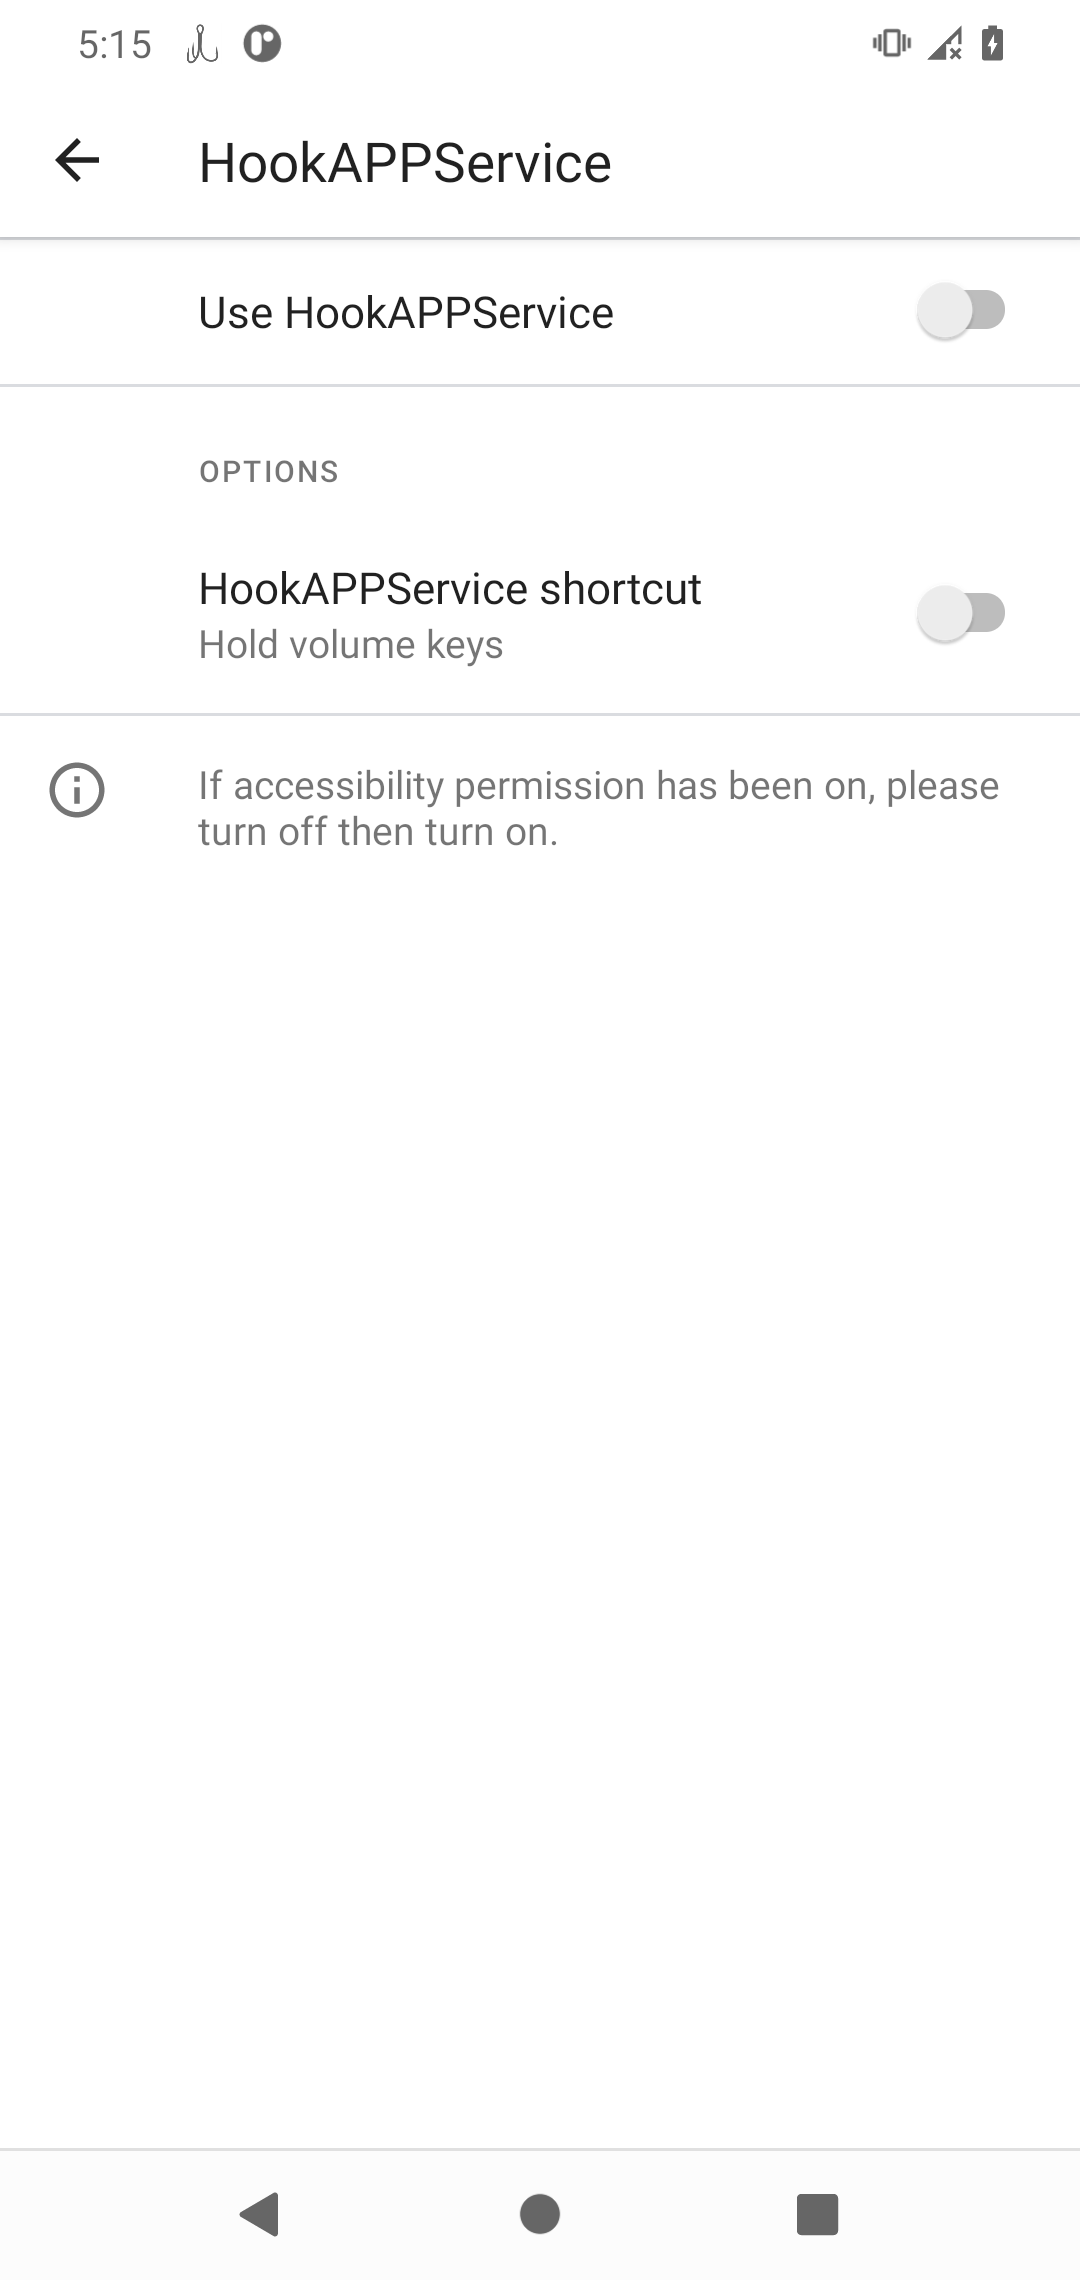 5:15
HookAPPService
Use HookAPPService
OPTIONS
HookAPPService shortcut
Hold volume keys
If accessibility permission has been on, please
turn off then turn on.